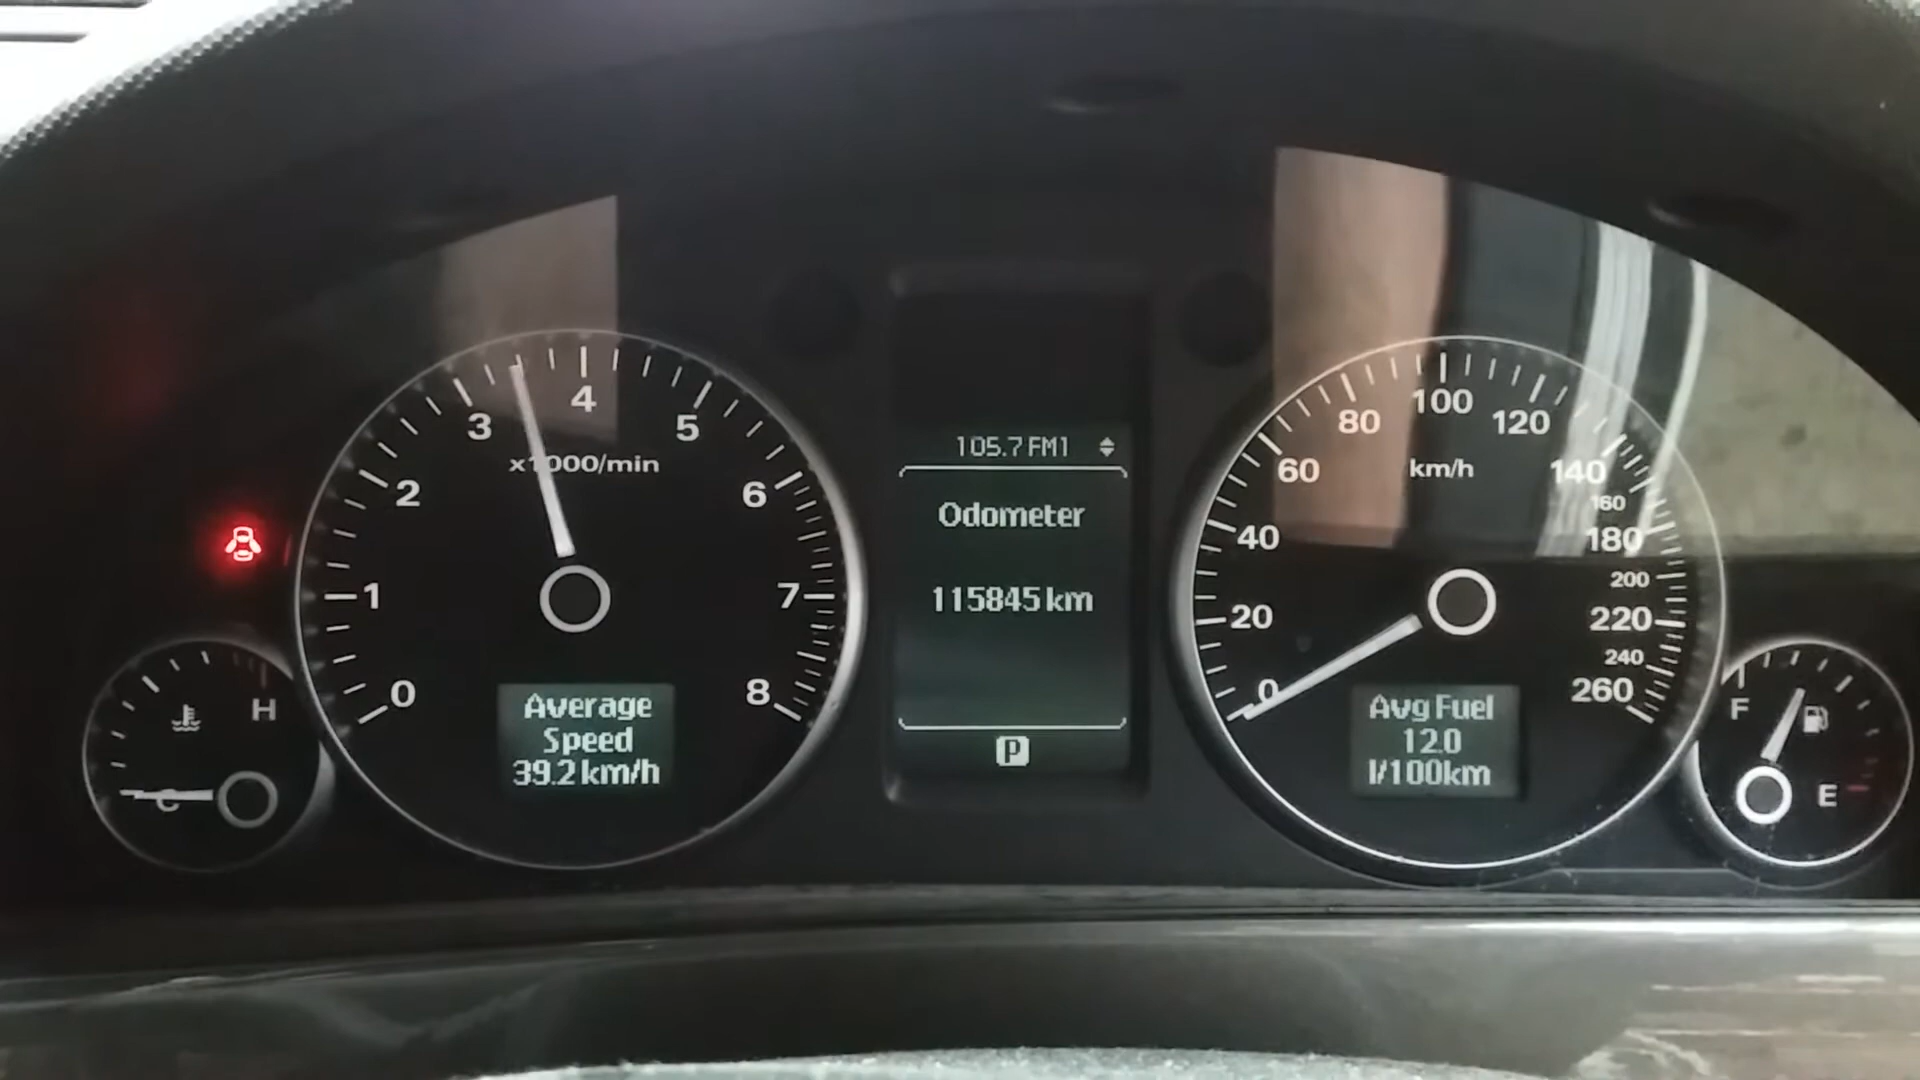 105.7 FM1
Odometer
115845 km
P
0
1
2
3
4
5
6
7
8
x1000/min
Average
Speed
39.2 km/h
0
20
40
60
80
100
120
140
160
180
200
220
240
260
km/h
Avg Fuel
12.0
l/100km
H
C
F
E